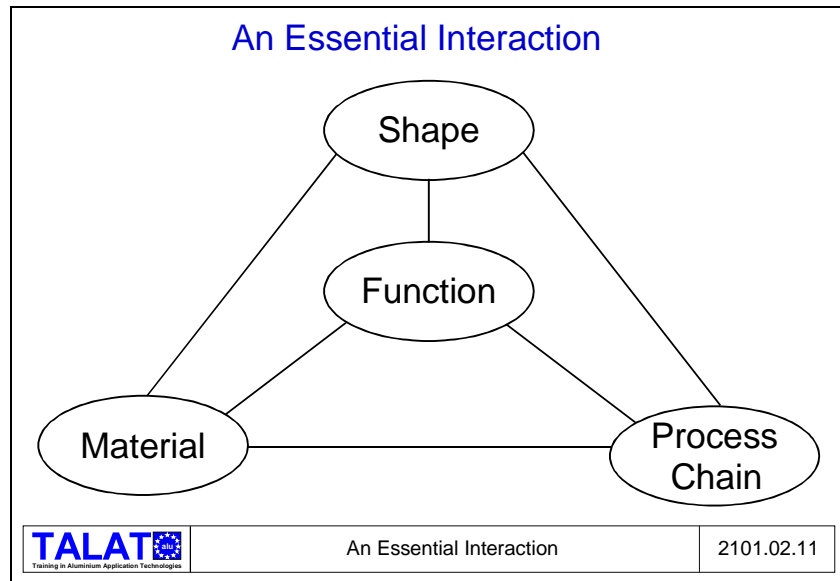 An Essential Interaction
Shape
Function
Material
Process
Chain
TALAT
alu
Training in Aluminium Application Technologies
An Essential Interaction
2101.02.11